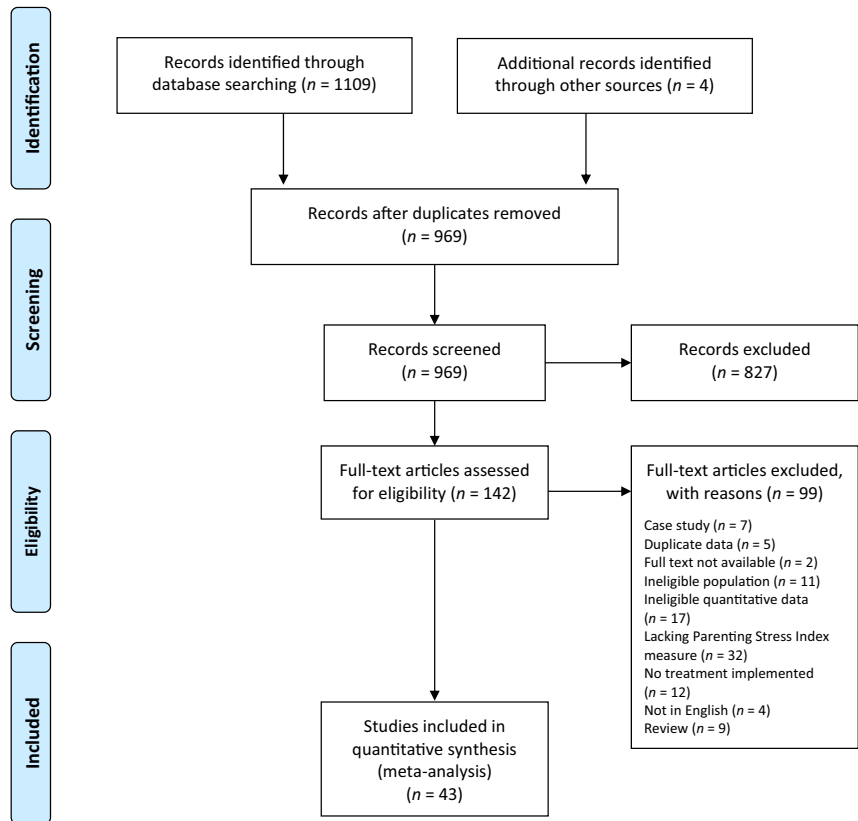 Identification
Records identified through
database searching (n = 1109)
Additional records identified
through other sources (n = 4)
Records after duplicates removed
(n = 969)
Screening
Records screened
(n = 969)
Records excluded
(n = 827)
Eligibility
Full-text articles assessed
for eligibility (n = 142)
Full-text articles excluded,
with reasons (n = 99)
Case study (n = 7)
Duplicate data (n = 5)
Full text not available (n = 2)
Ineligible population (n = 11)
Ineligible quantitative data
(n = 17)
Lacking Parenting Stress Index
measure (n = 32)
No treatment implemented
(n = 12)
Not in English (n = 4)
Review (n = 9)
Included
Studies included in
quantitative synthesis
(meta-analysis)
(n = 43)